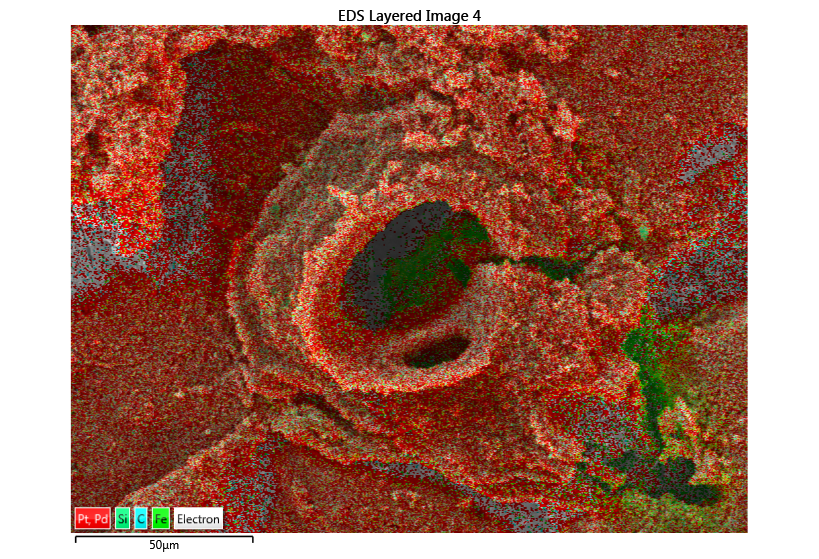 EDS Layered Image 4
Pt, Pd Si C Fe Electron
50µm